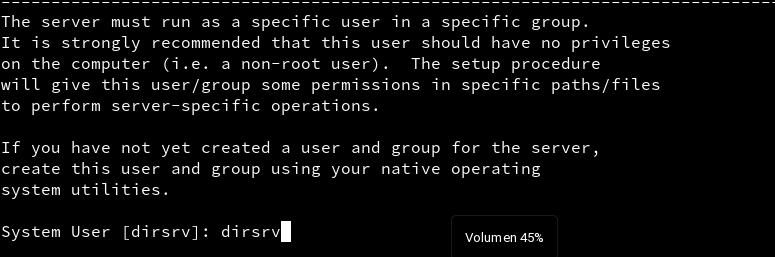 The server must run as a specific user in a specific group.
It is strongly recommended that this user should have no privileges
on the computer (i.e. a non-root user).  The setup procedure
will give this user/group some permissions in specific paths/files
to perform server-specific operations.

If you have not yet created a user and group for the server,
create this user and group using your native operating
system utilities.

System User [dirsrv]: dirsrv
Volumen 45%